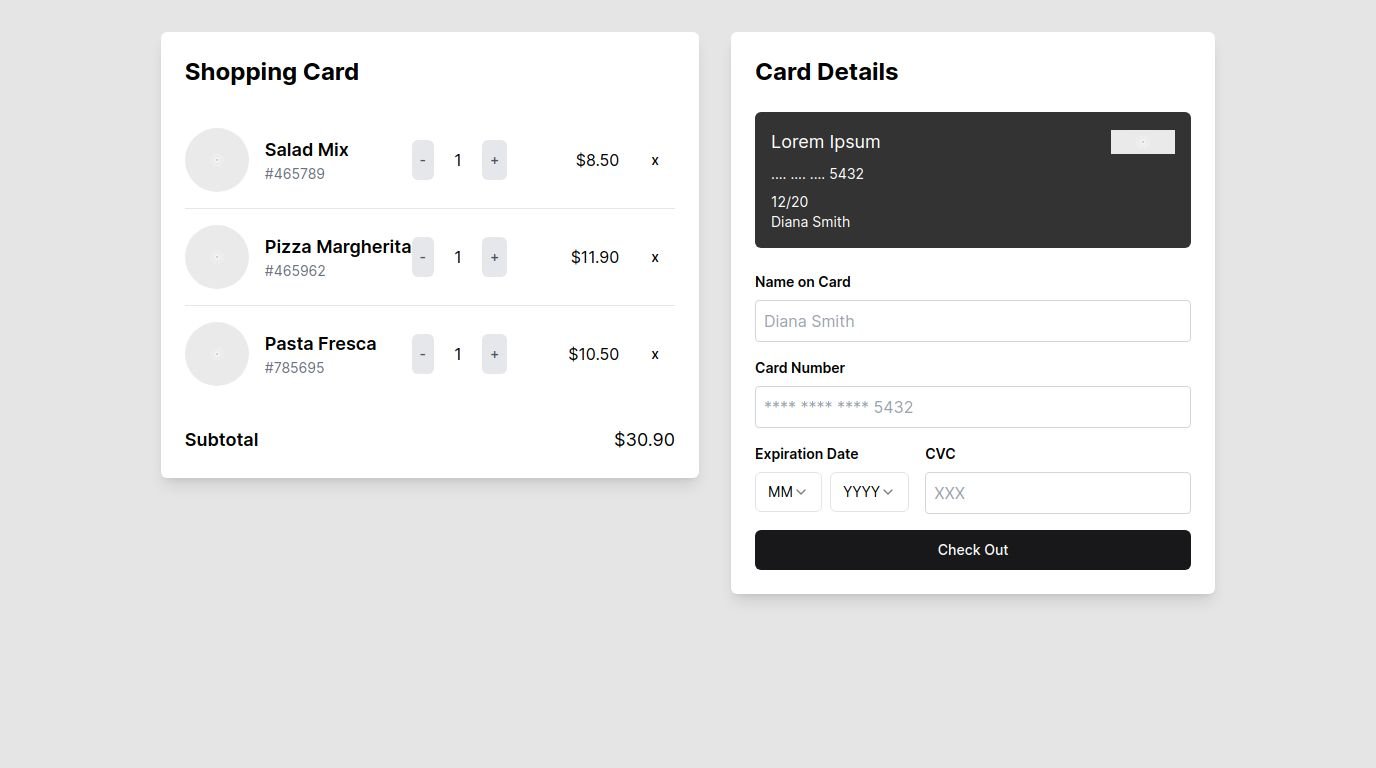 Shopping Card
Salad Mix
#465789
- 1 + $8.50 x
Pizza Margherita
#465962
- 1 + $11.90 x
Pasta Fresca
#785695
- 1 + $10.50 x
Subtotal $30.90
Card Details
Lorem Ipsum
.... .... .... 5432
12/20
Diana Smith
Name on Card
Diana Smith
Card Number
**** **** **** 5432
Expiration Date CVC
MM YYYY XXX
Check Out